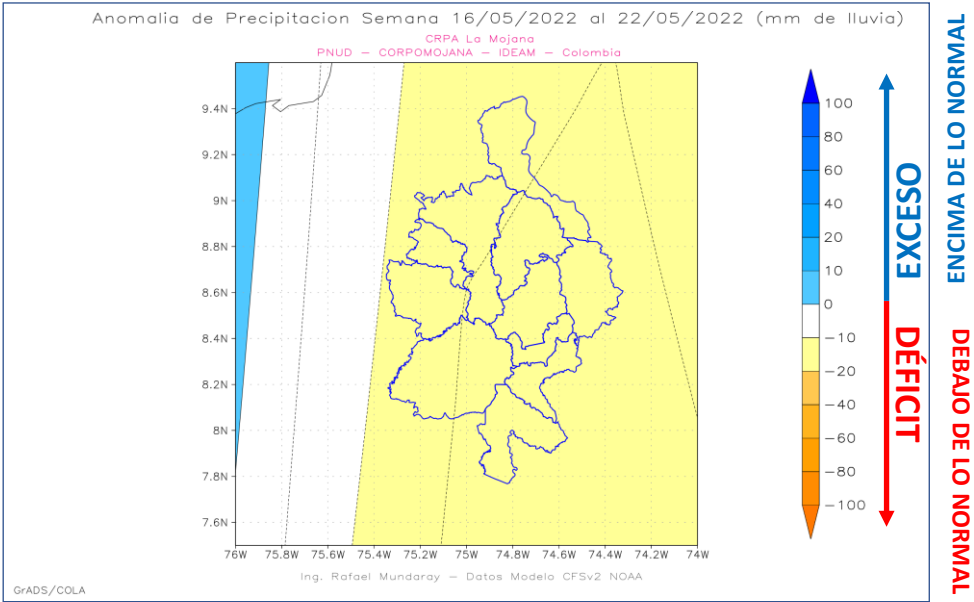 Anomalia de Precipitacion Semana 16/05/2022 al 22/05/2022 (mm de lluvia)
CRPA La Mojana
PNUD — CORPOMOJANA — IDEAM — Colombia
9.4N
9.2N
9N
8.8N
8.6N
8.4N
8.2N
8N
7.8N
7.6N
76W 75.8W 75.6W 75.4W 75.2W 75W 74.8W 74.6W 74.4W 74.2W 74W
100
80
60
40
20
10
0
−10
−20
−40
−60
−80
−100
EXCESO
DÉFICIT
ENCIMA DE LO NORMAL
DEBAJO DE LO NORMAL
Ing. Rafael Mundaray — Datos Modelo CFSv2 NOAA
GrADS/COLA